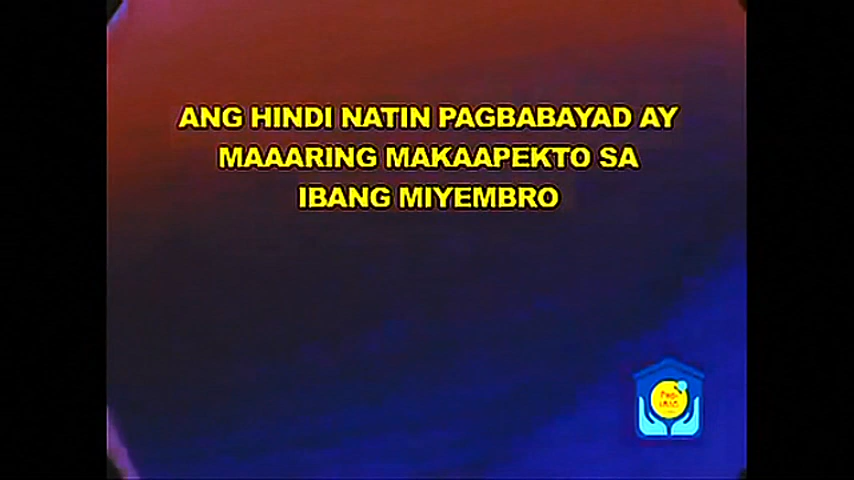 ANG HINDI NATIN PAGBABAYAD AY
MAAARING MAKAAPEKTO SA
IBANG MIYEMBRO